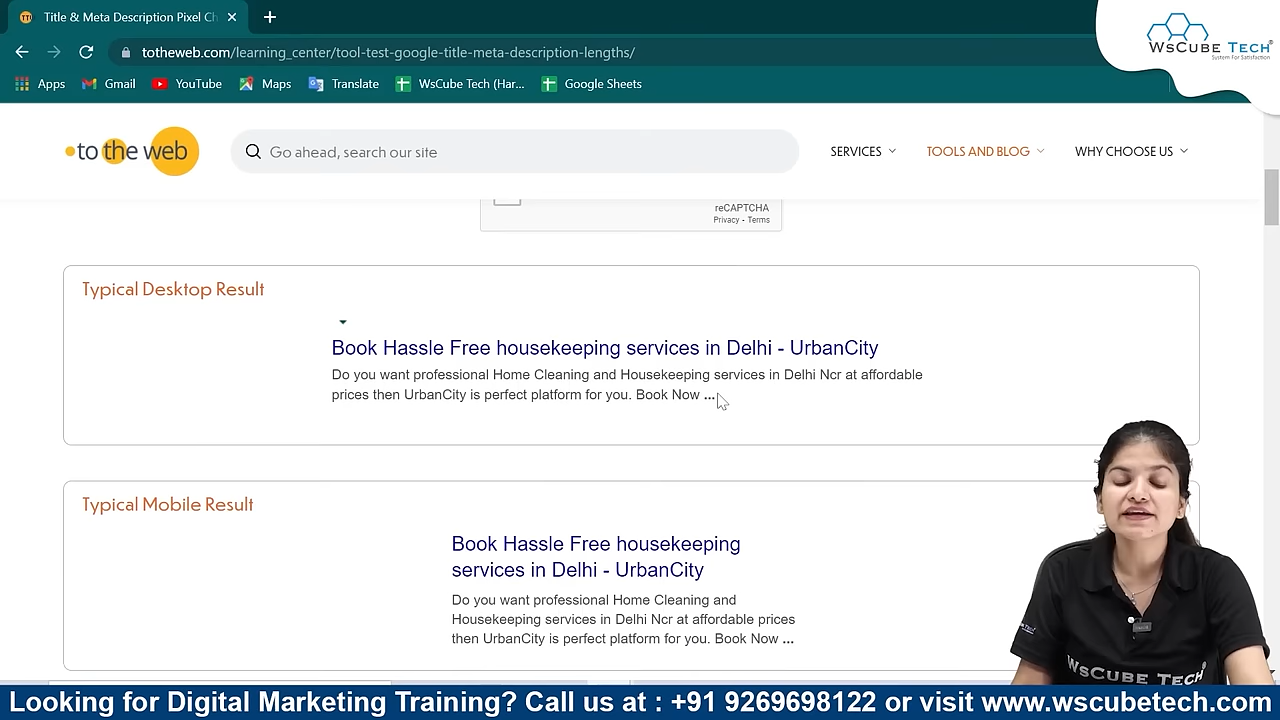 Title & Meta Description Pixel Ch
WsCube Tech
System For Satisfaction
totheweb.com/learning_center/tool-test-google-title-meta-description-lengths/
Apps
Gmail
YouTube
Maps
Translate
WsCube Tech (Har...
Google Sheets
to the web
Go ahead, search our site
SERVICES
TOOLS AND BLOG
WHY CHOOSE US
reCAPTCHA
Privacy - Terms
Typical Desktop Result
Book Hassle Free housekeeping services in Delhi - UrbanCity
Do you want professional Home Cleaning and Housekeeping services in Delhi Ncr at affordable
prices then UrbanCity is perfect platform for you. Book Now ...
Typical Mobile Result
Book Hassle Free housekeeping
services in Delhi - UrbanCity
Do you want professional Home Cleaning and
Housekeeping services in Delhi Ncr at affordable prices
then UrbanCity is perfect platform for you. Book Now ...
WsCube Tech
Looking for Digital Marketing Training? Call us at : +91 9269698122 or visit www.wscubetech.com